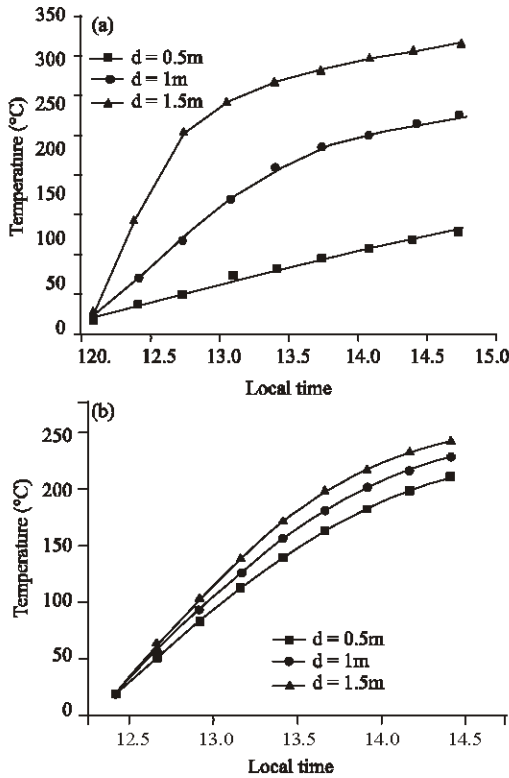 (a)
350
300
250
200
150
100
50
0
Temperature (°C)
d = 0.5m
d = 1m
d = 1.5m
120. 12.5 13.0 13.5 14.0 14.5 15.0
Local time
(b)
250
200
150
100
50
0
Temperature (°C)
d = 0.5m
d = 1m
d = 1.5m
12.5 13.0 13.5 14.0 14.5
Local time